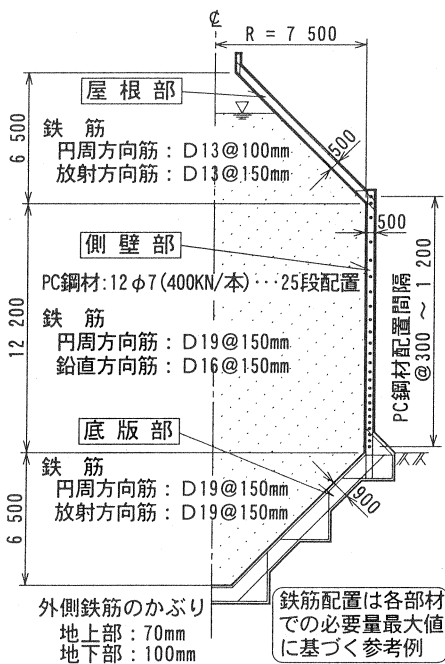 ℄
R = 7 500
屋根部
6 500
鉄 筋
円周方向筋：D13@100mm
放射方向筋：D13@150mm
500
側壁部
500
PC鋼材:12φ7(400KN/本)･･･25段配置
12 200
鉄 筋
円周方向筋：D19@150mm
鉛直方向筋：D16@150mm
PC鋼材配置間隔
@300 ～ 1 200
底版部
鉄 筋
6 500
円周方向筋：D19@150mm
放射方向筋：D19@150mm
900
外側鉄筋のかぶり
地上部：70mm
地下部：100mm
鉄筋配置は各部材
での必要量最大値
に基づく参考例